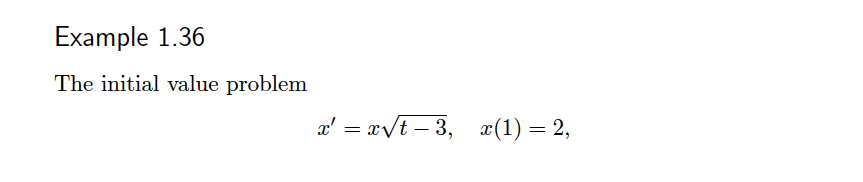 Example 1.36
The initial value problem
x′ = x√(t − 3),   x(1) = 2,